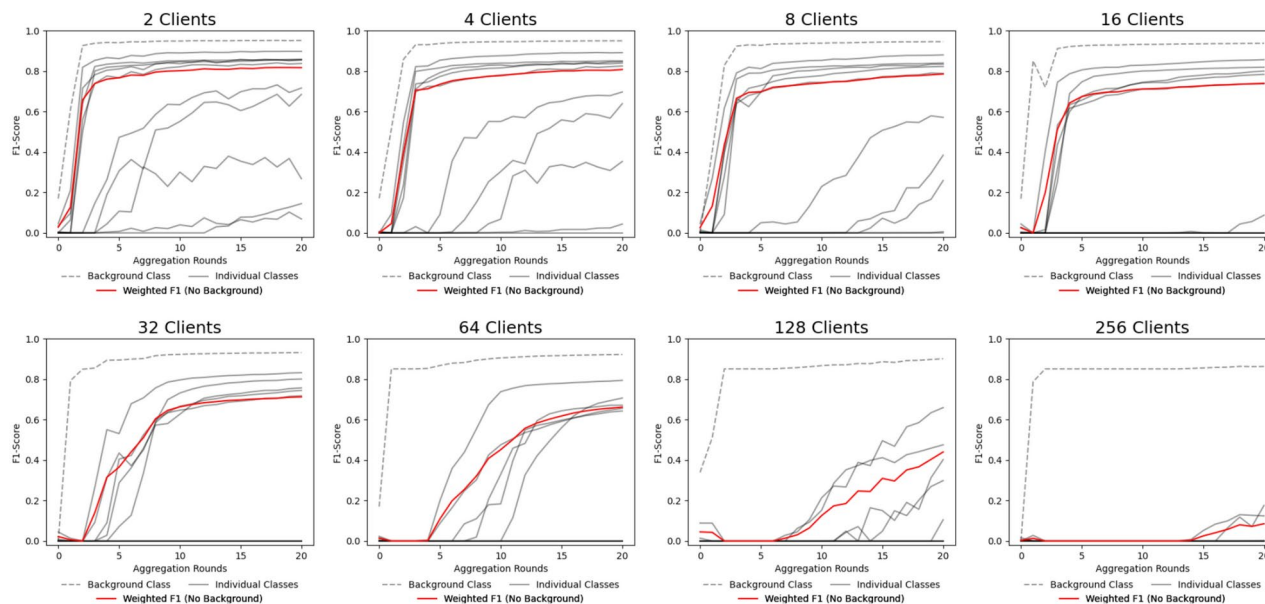 2 Clients
4 Clients
8 Clients
16 Clients
1.0
0.8
0.6
0.4
0.2
0.0
F1-Score
0 5 10 15 20
Aggregation Rounds
Background Class Individual Classes
Weighted F1 (No Background)
1.0
0.8
0.6
0.4
0.2
0.0
F1-Score
0 5 10 15 20
Aggregation Rounds
Background Class Individual Classes
Weighted F1 (No Background)
1.0
0.8
0.6
0.4
0.2
0.0
F1-Score
0 5 10 15 20
Aggregation Rounds
Background Class Individual Classes
Weighted F1 (No Background)
1.0
0.8
0.6
0.4
0.2
0.0
F1-Score
0 5 10 15 20
Aggregation Rounds
Background Class Individual Classes
Weighted F1 (No Background)
32 Clients
64 Clients
128 Clients
256 Clients
1.0
0.8
0.6
0.4
0.2
0.0
F1-Score
0 5 10 15 20
Aggregation Rounds
Background Class Individual Classes
Weighted F1 (No Background)
1.0
0.8
0.6
0.4
0.2
0.0
F1-Score
0 5 10 15 20
Aggregation Rounds
Background Class Individual Classes
Weighted F1 (No Background)
1.0
0.8
0.6
0.4
0.2
0.0
F1-Score
0 5 10 15 20
Aggregation Rounds
Background Class Individual Classes
Weighted F1 (No Background)
1.0
0.8
0.6
0.4
0.2
0.0
F1-Score
0 5 10 15 20
Aggregation Rounds
Background Class Individual Classes
Weighted F1 (No Background)